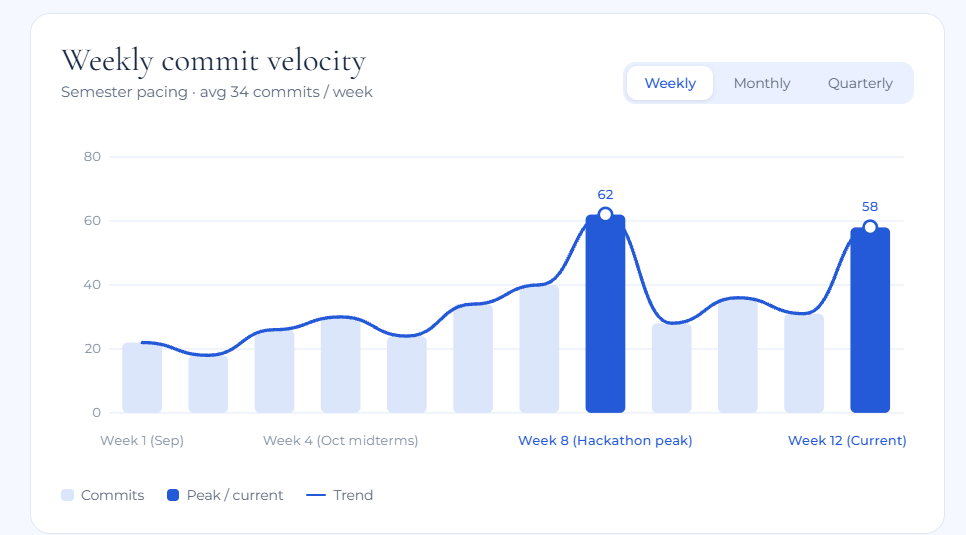 Weekly commit velocity
Semester pacing · avg 34 commits / week
Weekly Monthly Quarterly
80
62
58
60
40
20
0
Week 1 (Sep) Week 4 (Oct midterms) Week 8 (Hackathon peak) Week 12 (Current)
Commits Peak / current Trend